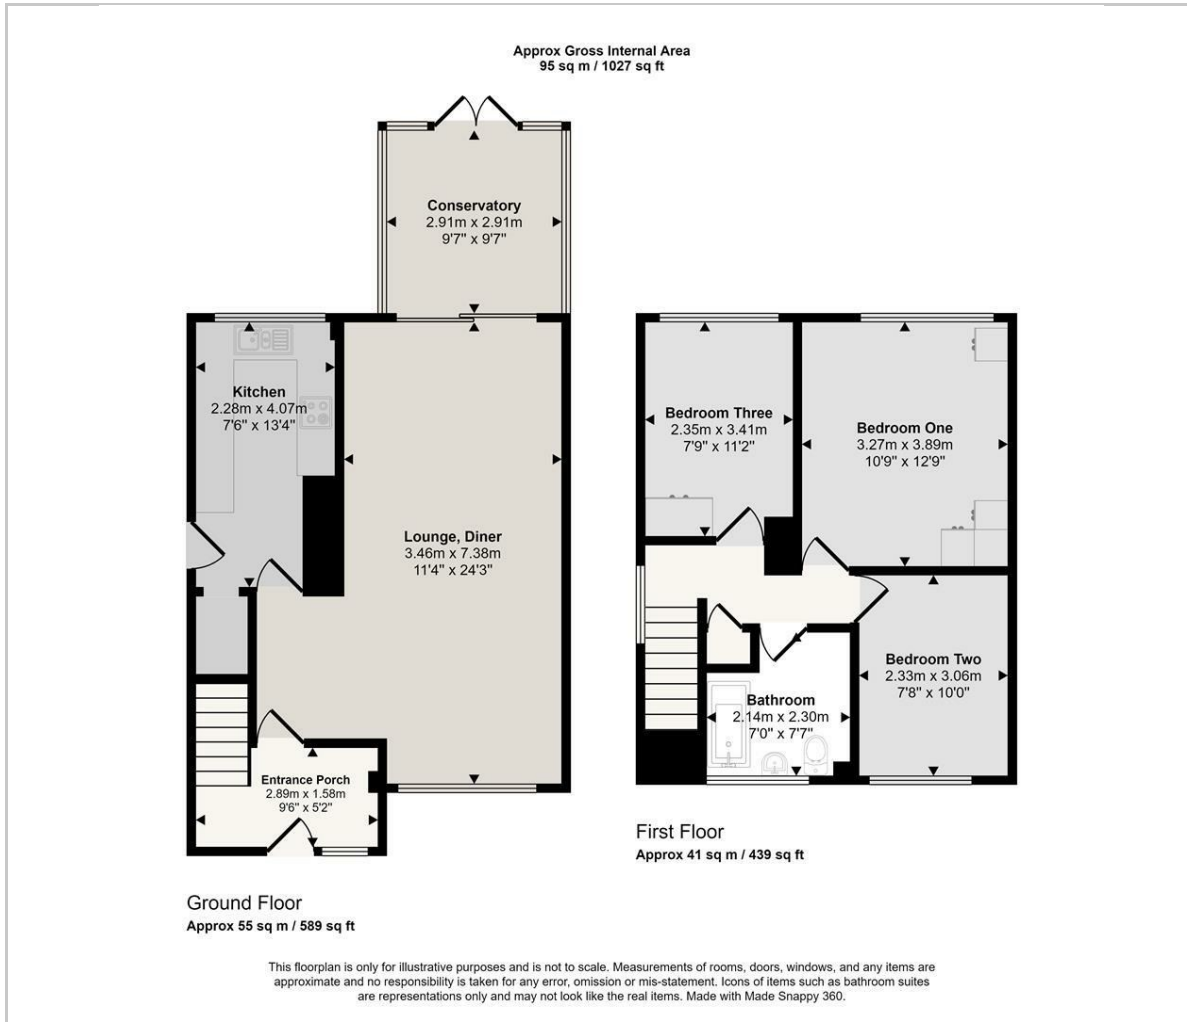 Approx Gross Internal Area
95 sq m / 1027 sq ft
Conservatory
2.91m x 2.91m
9'7" x 9'7"
Kitchen
2.28m x 4.07m
7'6" x 13'4"
Lounge, Diner
3.46m x 7.38m
11'4" x 24'3"
Entrance Porch
2.89m x 1.58m
9'6" x 5'2"
Ground Floor
Approx 55 sq m / 589 sq ft
Bedroom Three
2.35m x 3.41m
7'9" x 11'2"
Bedroom One
3.27m x 3.89m
10'9" x 12'9"
Bedroom Two
2.33m x 3.06m
7'8" x 10'0"
Bathroom
2.14m x 2.30m
7'0" x 7'7"
First Floor
Approx 41 sq m / 439 sq ft
This floorplan is only for illustrative purposes and is not to scale. Measurements of rooms, doors, windows, and any items are
approximate and no responsibility is taken for any error, omission or mis-statement. Icons of items such as bathroom suites
are representations only and may not look like the real items. Made with Made Snappy 360.